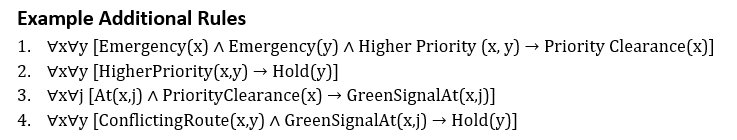 Example Additional Rules
1. ∀x∀y [Emergency(x) ∧ Emergency(y) ∧ Higher Priority (x, y) → Priority Clearance(x)]
2. ∀x∀y [HigherPriority(x,y) → Hold(y)]
3. ∀x∀j [At(x,j) ∧ PriorityClearance(x) → GreenSignalAt(x,j)]
4. ∀x∀y [ConflictingRoute(x,y) ∧ GreenSignalAt(x,j) → Hold(y)]